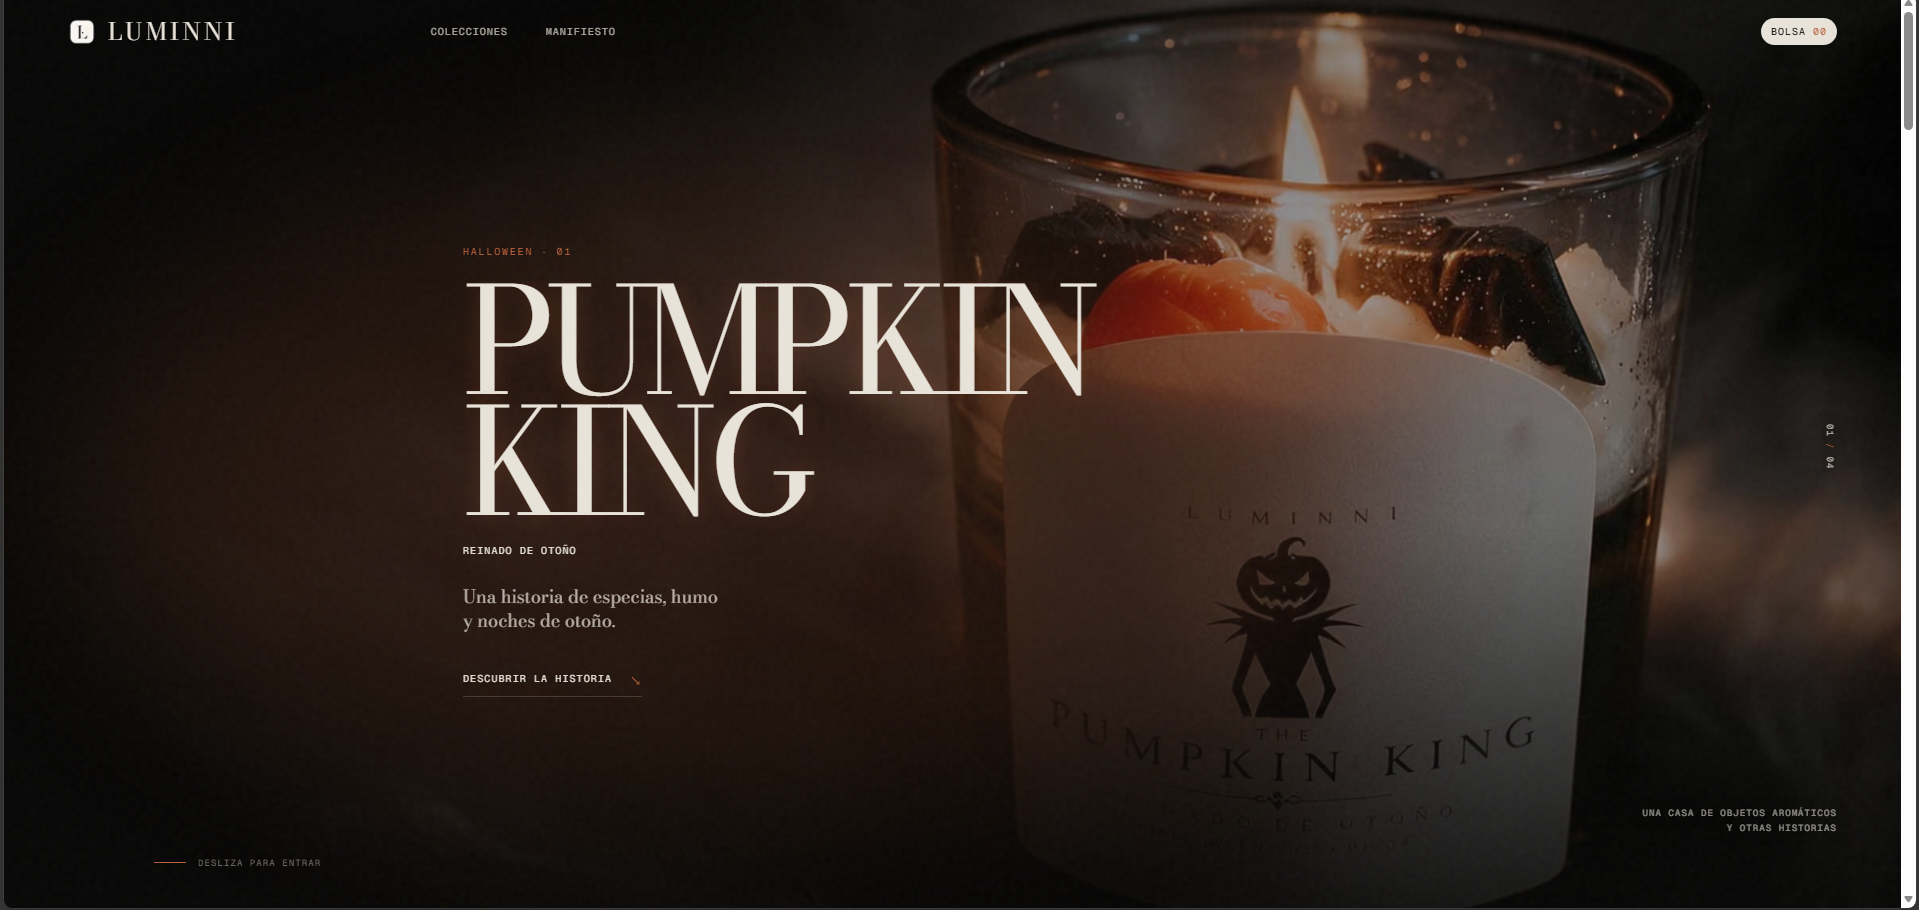 E LUMINNI
COLECCIONES
MANIFIESTO
BOLSA 00
HALLOWEEN · 01
PUMPKIN
KING
REINADO DE OTOÑO
Una historia de especias, humo
y noches de otoño.
DESCUBRIR LA HISTORIA ↘
LUMINNI
THE
PUMPKIN KING
DE OTOÑO
01 / 04
UNA CASA DE OBJETOS AROMÁTICOS
Y OTRAS HISTORIAS
DESLIZA PARA ENTRAR